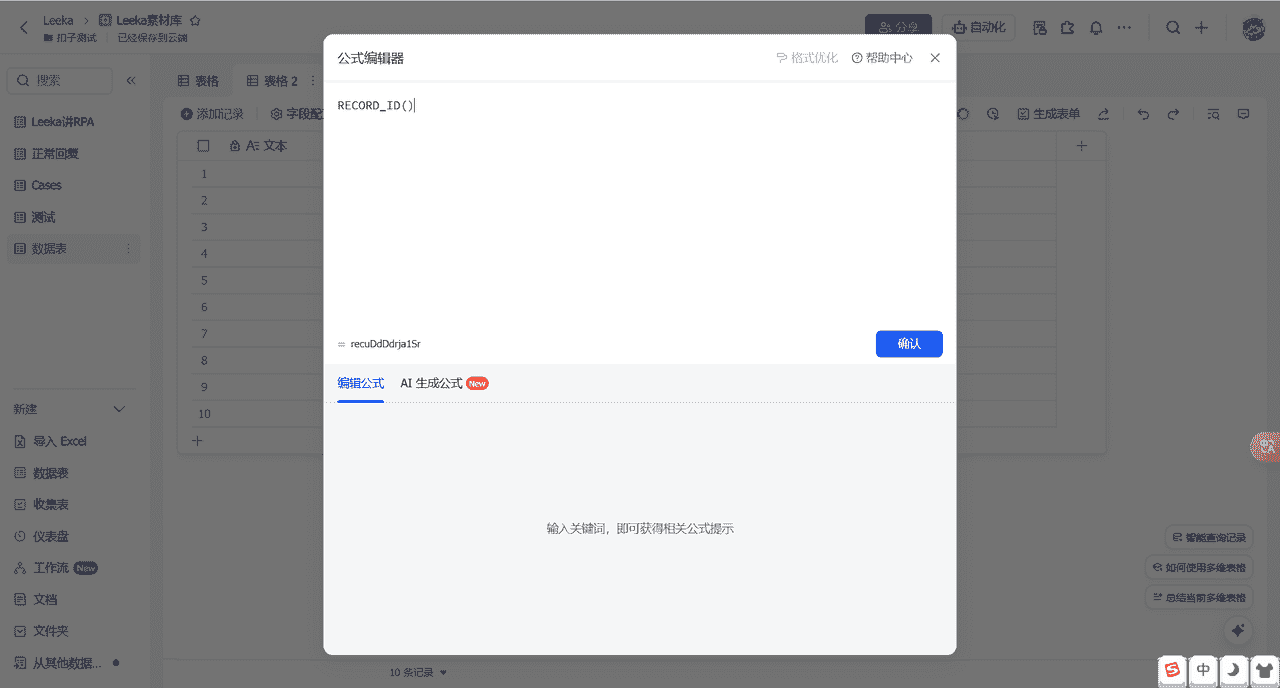 Leeka
Leeka素材库
扣子测试
已经保存到云端
分享
自动化
公式编辑器
格式优化
帮助中心
搜索
表格
表格 2
添加记录
字段配
生成表单
RECORD_ID()
文本
Leeka讲RPA
正常回复
Cases
测试
数据表
1
2
3
4
5
6
7
8
9
10
recuDdDdrja1Sr
确认
编辑公式
AI 生成公式
New
新建
导入 Excel
数据表
收集表
仪表盘
工作流
New
文档
文件夹
从其他数据...
输入关键词，即可获得相关公式提示
智能查询记录
如何使用多维表格
总结当前多维表格
10 条记录
中